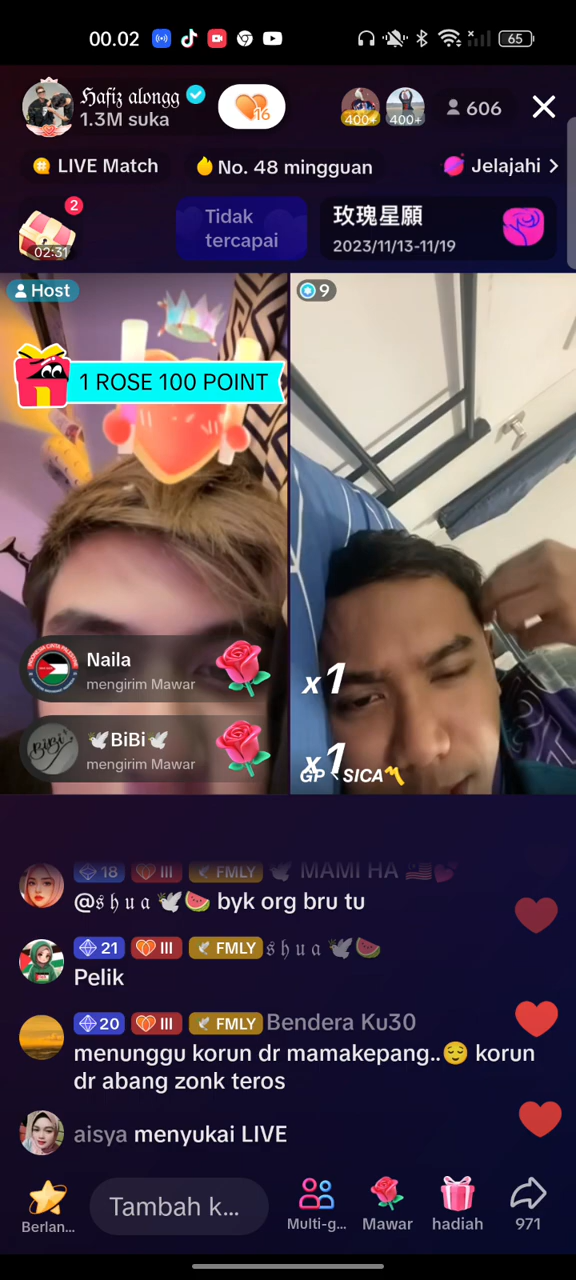 00.02
65
Hafiz alongg
1.3M suka
16
400+
400+
606
LIVE Match
No. 48 mingguan
Jelajahi
2
02:31
Tidak
tercapai
玫瑰星願
2023/11/13-11/19
Host
9
1 ROSE 100 POINT
Naila
mengirim Mawar
x1
BiBi
🕊BiBi🕊
mengirim Mawar
x1
18 III FMLY 🕊 MAMI HA 🇲🇾💕
@𝔰 𝔥 𝔲 𝔞 🕊🍉 byk org bru tu
21 III FMLY 𝔰 𝔥 𝔲 𝔞 🕊🍉
Pelik
20 III FMLY Bendera Ku30
menunggu korun dr mamakepang..😌 korun
dr abang zonk teros
aisya menyukai LIVE
Berlan...
Tambah k...
Multi-g...
Mawar
hadiah
971